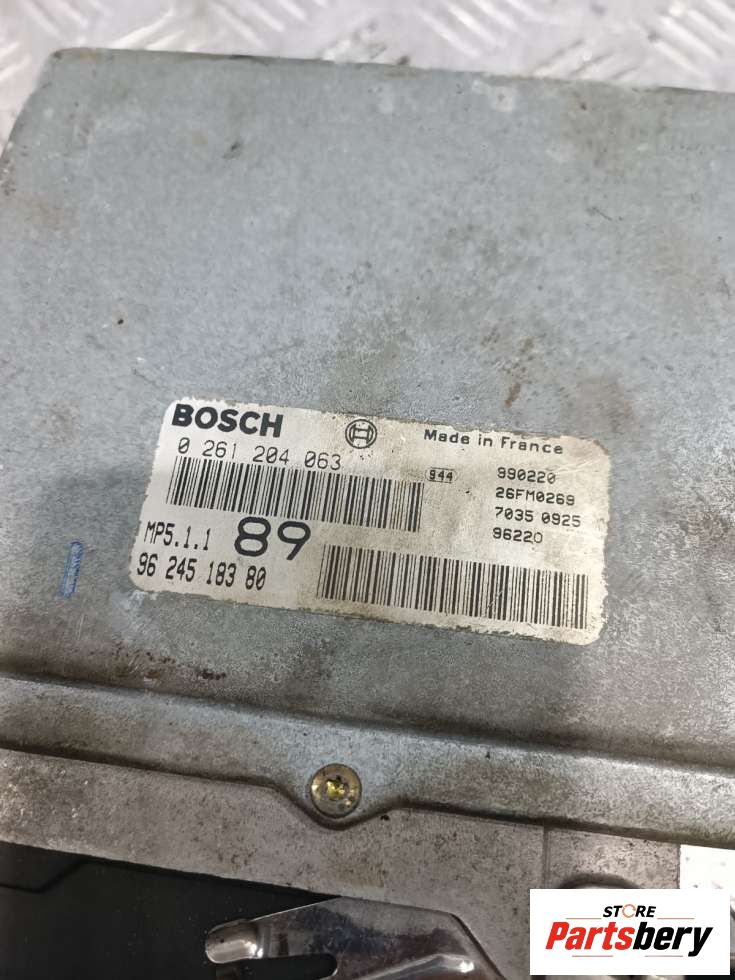 BOSCH
Made in France
0 261 204 063
944
990220
26FM0269
7035 0925
96220
MP5.1.1
89
96 245 183 80
STORE
Partsbery